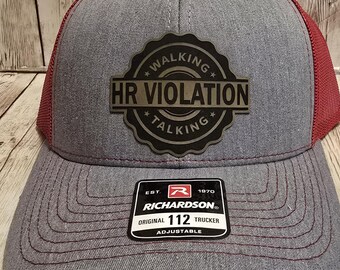 WALKING
HR VIOLATION
TALKING
EST. R 1970
RICHARDSON
ORIGINAL 112 TRUCKER
ADJUSTABLE